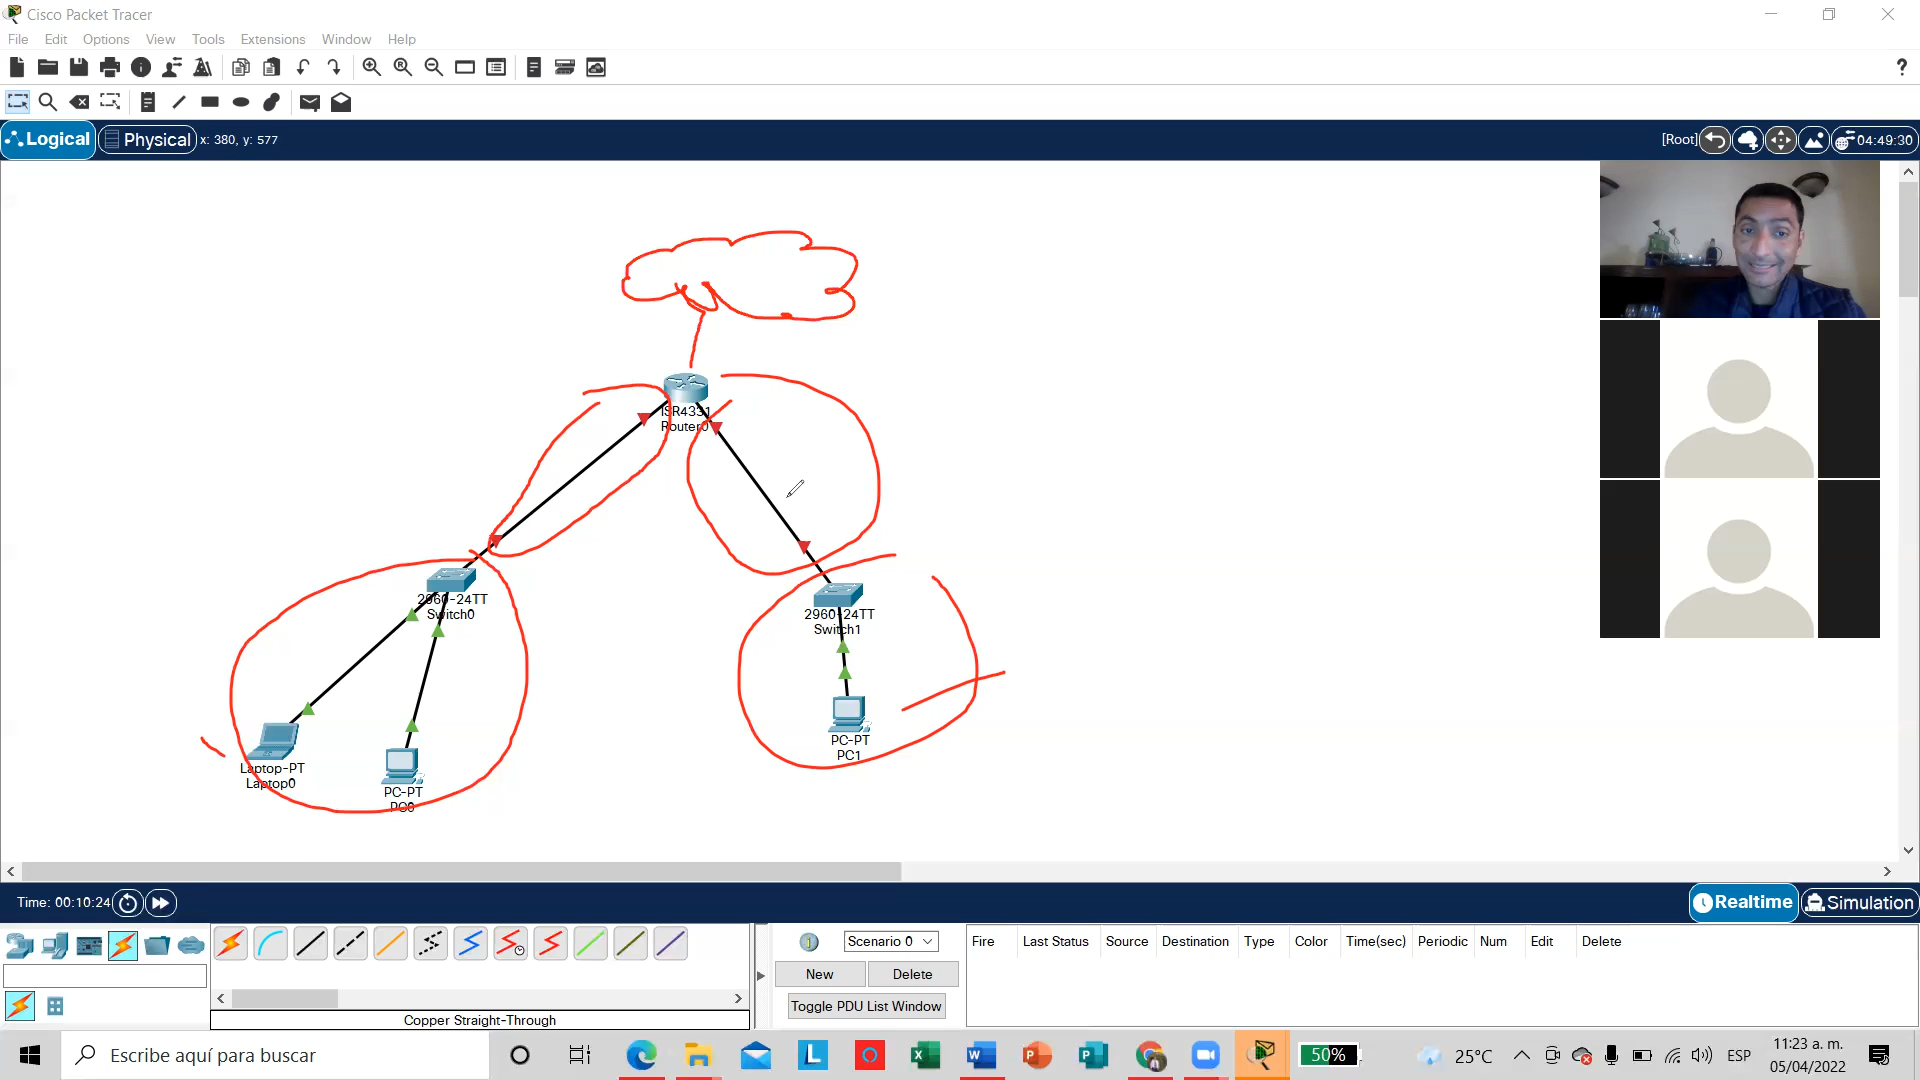 Cisco Packet Tracer
File Edit Options View Tools Extensions Window Help
Logical Physical x: 380, y: 577 [Root] 04:49:30
ISR4331
Router0
2960-24TT
Switch0
2960-24TT
Switch1
PC-PT
PC1
Laptop-PT
Laptop0
PC-PT
PC0
Time: 00:10:24 Realtime Simulation
Scenario 0
New Delete
Toggle PDU List Window
Fire Last Status Source Destination Type Color Time(sec) Periodic Num Edit Delete
Copper Straight-Through
Escribe aquí para buscar
50% 25°C ESP
11:23 a. m.
05/04/2022